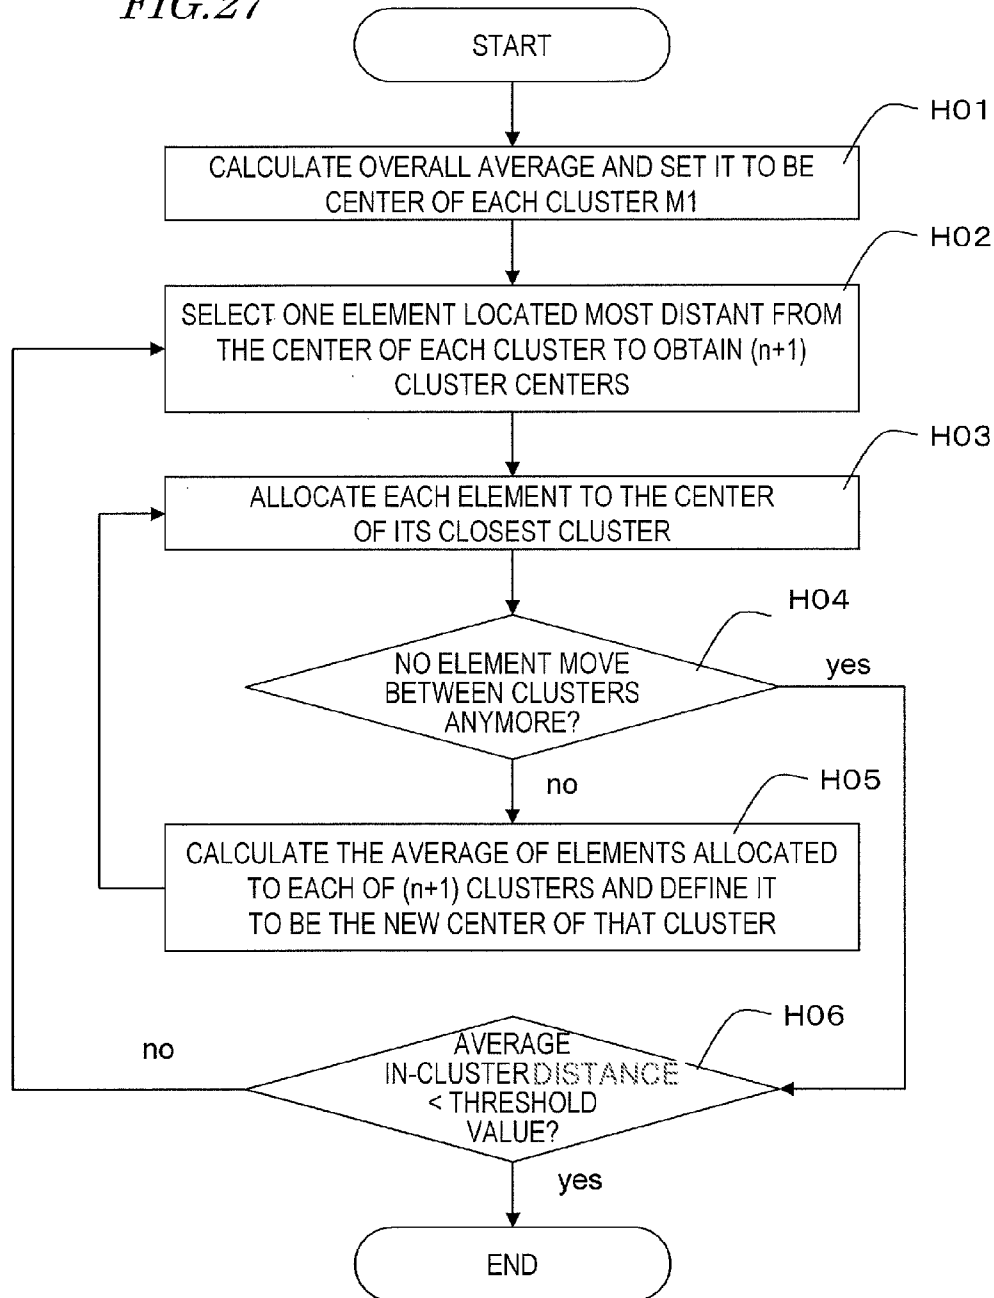 FIG.27
START
H01
CALCULATE OVERALL AVERAGE AND SET IT TO BE
CENTER OF EACH CLUSTER M1
H02
SELECT ONE ELEMENT LOCATED MOST DISTANT FROM
THE CENTER OF EACH CLUSTER TO OBTAIN (n+1)
CLUSTER CENTERS
H03
ALLOCATE EACH ELEMENT TO THE CENTER
OF ITS CLOSEST CLUSTER
H04
NO ELEMENT MOVE
BETWEEN CLUSTERS
ANYMORE?
yes
no
H05
CALCULATE THE AVERAGE OF ELEMENTS ALLOCATED
TO EACH OF (n+1) CLUSTERS AND DEFINE IT
TO BE THE NEW CENTER OF THAT CLUSTER
H06
no
AVERAGE
IN-CLUSTER DISTANCE
< THRESHOLD
VALUE?
yes
END